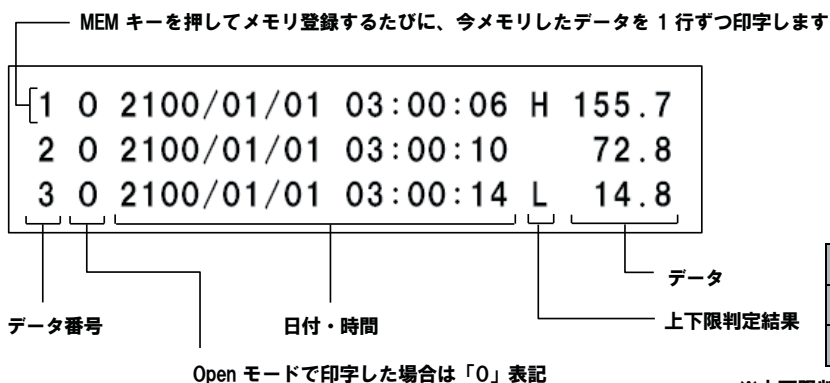 MEM キーを押してメモリ登録するたびに、今メモリしたデータを 1 行ずつ印字します
1 O 2100/01/01 03:00:06 H 155.7
2 O 2100/01/01 03:00:10 72.8
3 O 2100/01/01 03:00:14 L 14.8
データ
データ番号
日付・時間
上下限判定結果
Open モードで印字した場合は「O」表記